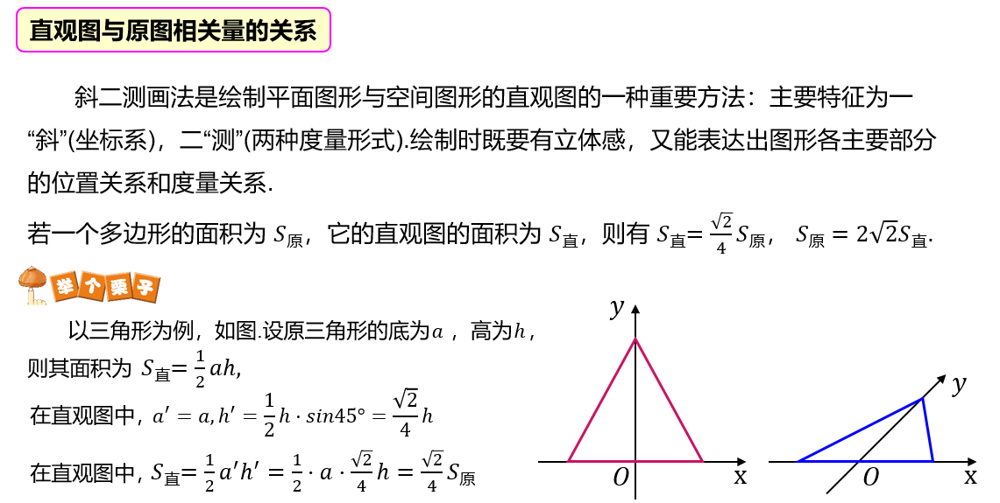 直观图与原图相关量的关系
斜二测画法是绘制平面图形与空间图形的直观图的一种重要方法：主要特征为一
“斜”(坐标系)，二“测”(两种度量形式).绘制时既要有立体感，又能表达出图形各主要部分
的位置关系和度量关系.
若一个多边形的面积为 $S_{原}$，它的直观图的面积为 $S_{直}$，则有 $S_{直}=\frac{\sqrt{2}}{4}S_{原}$， $S_{原}=2\sqrt{2}S_{直}$.
举个栗子
以三角形为例，如图.设原三角形的底为$a$，高为$h$，
则其面积为 $S_{直}=\frac{1}{2}ah$,
在直观图中，$a'=a,h'=\frac{1}{2}h\cdot sin45°=\frac{\sqrt{2}}{4}h$
在直观图中，$S_{直}=\frac{1}{2}a'h'=\frac{1}{2}\cdot a\cdot\frac{\sqrt{2}}{4}h=\frac{\sqrt{2}}{4}S_{原}$
y
O
x
y
O
x